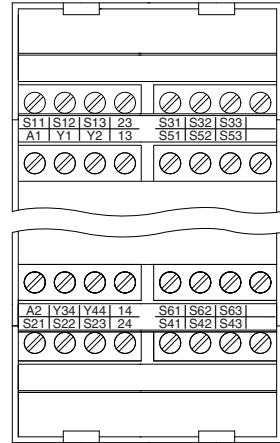 S11 S12 S13 23 S31 S32 S33
A1 Y1 Y2 13 S51 S52 S53
A2 Y34 Y44 14 S61 S62 S63
S21 S22 S23 24 S41 S42 S43